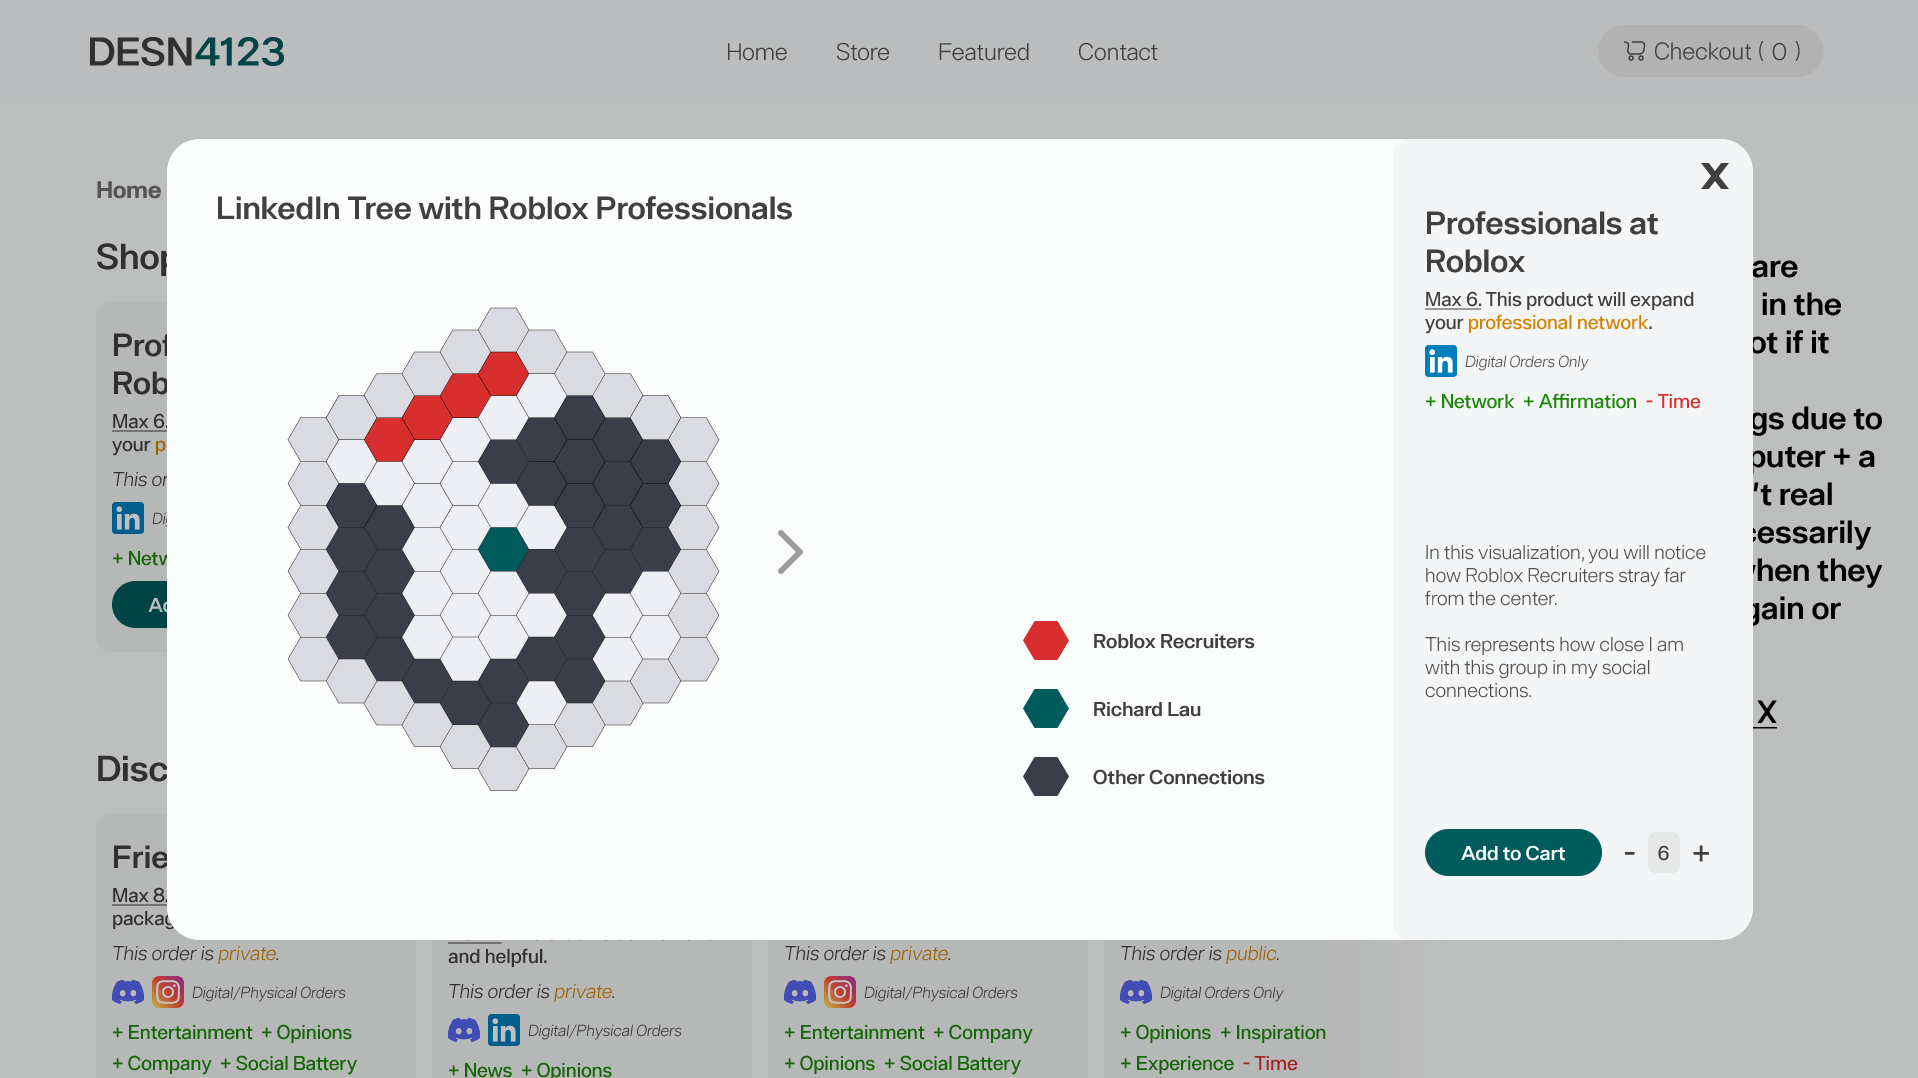 DESN4123
Home
Store
Featured
Contact
Checkout ( 0 )
Home
Shop
Prof
Rob
Max 6.
your p
This or
in
+ Netw
Disc
Frie
Max 8.
This order is private.
Digital/Physical Orders
+ Entertainment + Opinions
+ Company + Social Battery
and helpful.
This order is private.
in Digital/Physical Orders
+ News + Opinions
This order is private.
Digital/Physical Orders
+ Entertainment + Company
+ Opinions + Social Battery
This order is public.
Digital Orders Only
+ Opinions + Inspiration
+ Experience - Time
LinkedIn Tree with Roblox Professionals
Roblox Recruiters
Richard Lau
Other Connections
X
Professionals at
Roblox
Max 6. This product will expand
your professional network.
in Digital Orders Only
+ Network + Affirmation - Time
In this visualization, you will notice
how Roblox Recruiters stray far
from the center.
This represents how close I am
with this group in my social
connections.
Add to Cart
- 6 +
are
in the
ot if it
gs due to
puter + a
't real
cessarily
when they
gain or
X